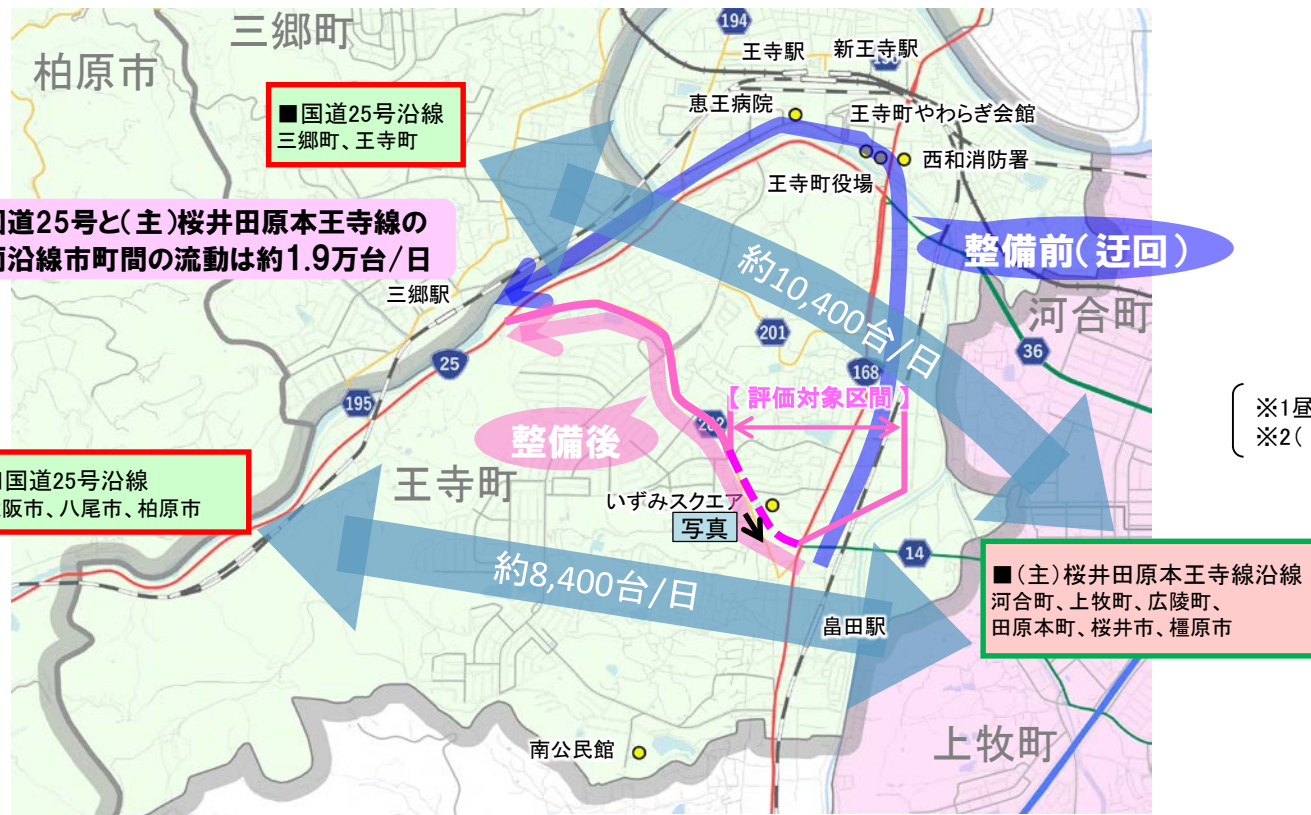 三郷町
柏原市
194
王寺駅
新王寺駅
■国道25号沿線
三郷町、王寺町
恵王病院
王寺町やわらぎ会館
西和消防署
王寺町役場
国道25号と(主)桜井田原本王寺線の
沿線市町間の流動は約1.9万台/日
整備前(迂回)
約10,400台/日
三郷駅
河合町
201
36
25
168
【 評価対象区間 】
195
202
※1昼
※2(
整備後
国道25号沿線
阪市、八尾市、柏原市
王寺町
いずみスクエア
写真
14
約8,400台/日
■(主)桜井田原本王寺線沿線
河合町、上牧町、広陵町、
田原本町、桜井市、橿原市
畠田駅
上牧町
南公民館